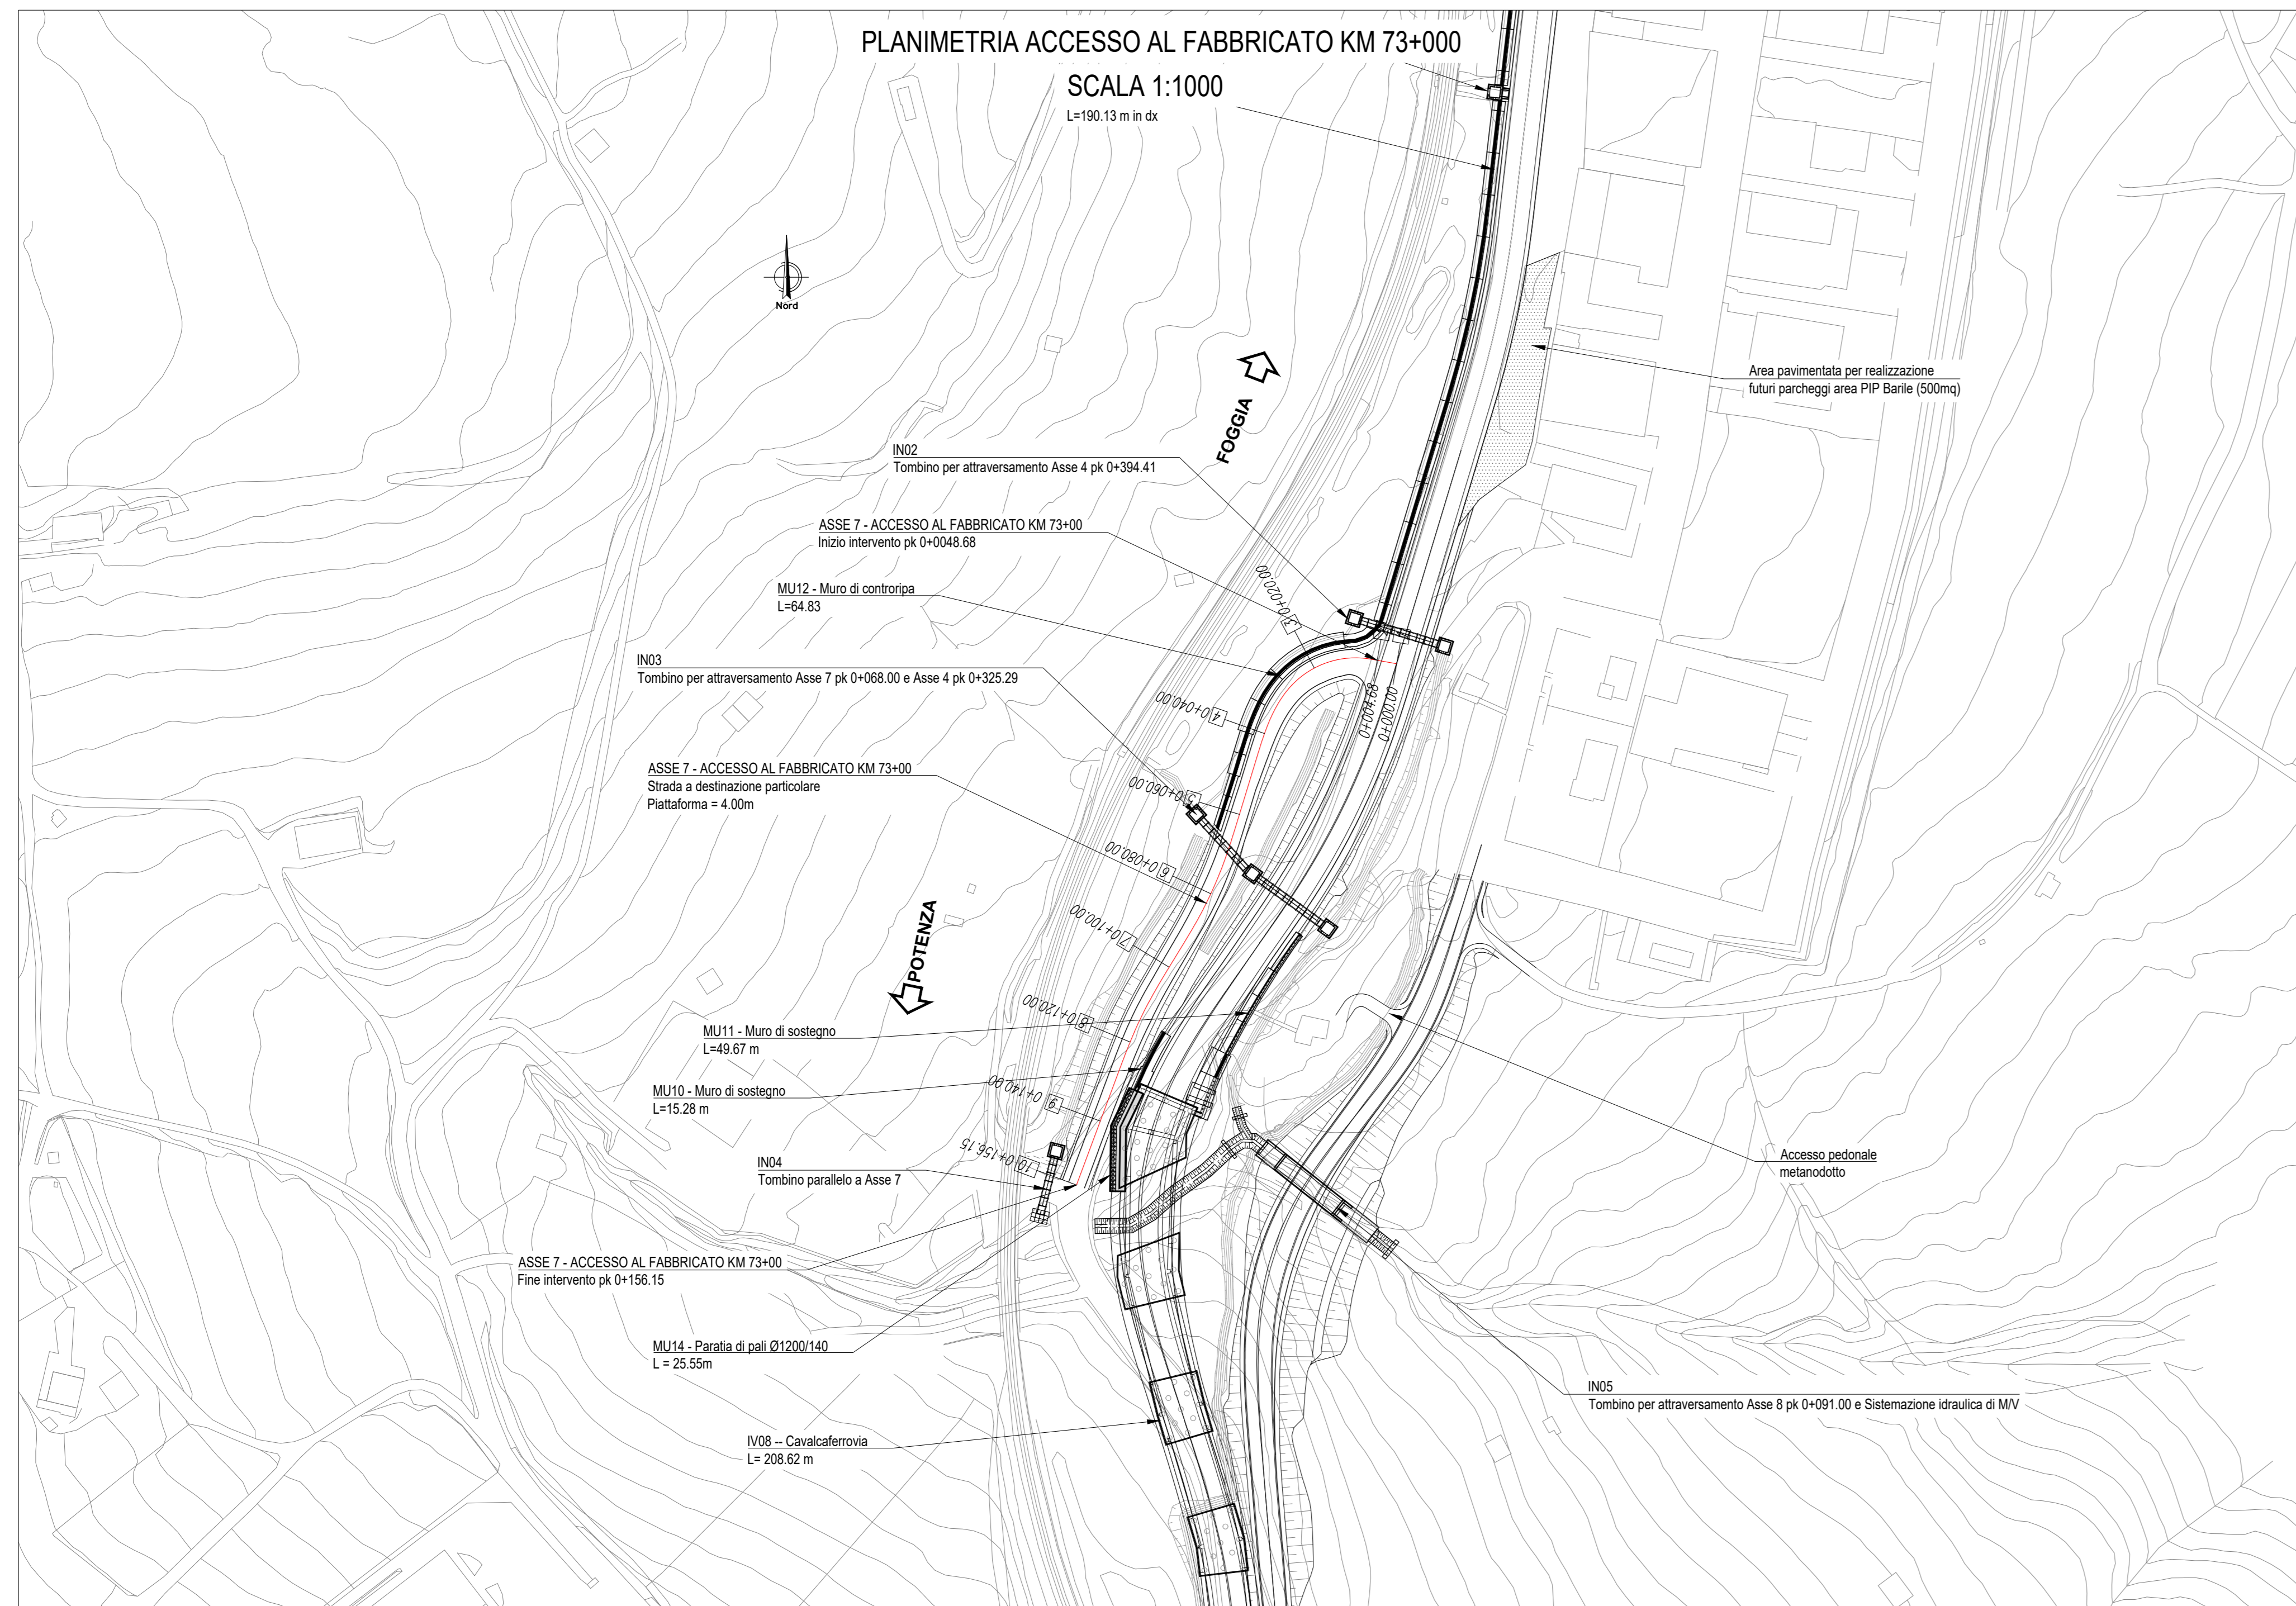 PLANIMETRIA ACCESSO AL FABBRICATO KM 73+000
SCALA 1:1000
L=190.13 m in dx
Nord
FOGGIA
Area pavimentata per realizzazione
futuri parcheggi area PIP Barile (500mq)
IN02
Tombino per attraversamento Asse 4 pk 0+394.41
ASSE 7 - ACCESSO AL FABBRICATO KM 73+00
Inizio intervento pk 0+0048.68
MU12 - Muro di controripa
L=64.83
IN03
Tombino per attraversamento Asse 7 pk 0+068.00 e Asse 4 pk 0+325.29
ASSE 7 - ACCESSO AL FABBRICATO KM 73+00
Strada a destinazione particolare
Piattaforma = 4.00m
0+000.00
0+004.68
3 0+020.00
4 0+040.00
5 0+060.00
6 0+080.00
7 0+100.00
8 0+120.00
9 0+140.00
10 0+156.15
POTENZA
MU11 - Muro di sostegno
L=49.67 m
MU10 - Muro di sostegno
L=15.28 m
IN04
Tombino parallelo a Asse 7
Accesso pedonale
metanodotto
ASSE 7 - ACCESSO AL FABBRICATO KM 73+00
Fine intervento pk 0+156.15
MU14 - Paratia di pali Ø1200/140
L = 25.55m
IN05
Tombino per attraversamento Asse 8 pk 0+091.00 e Sistemazione idraulica di M/V
IV08 -- Cavalcaferrovia
L= 208.62 m